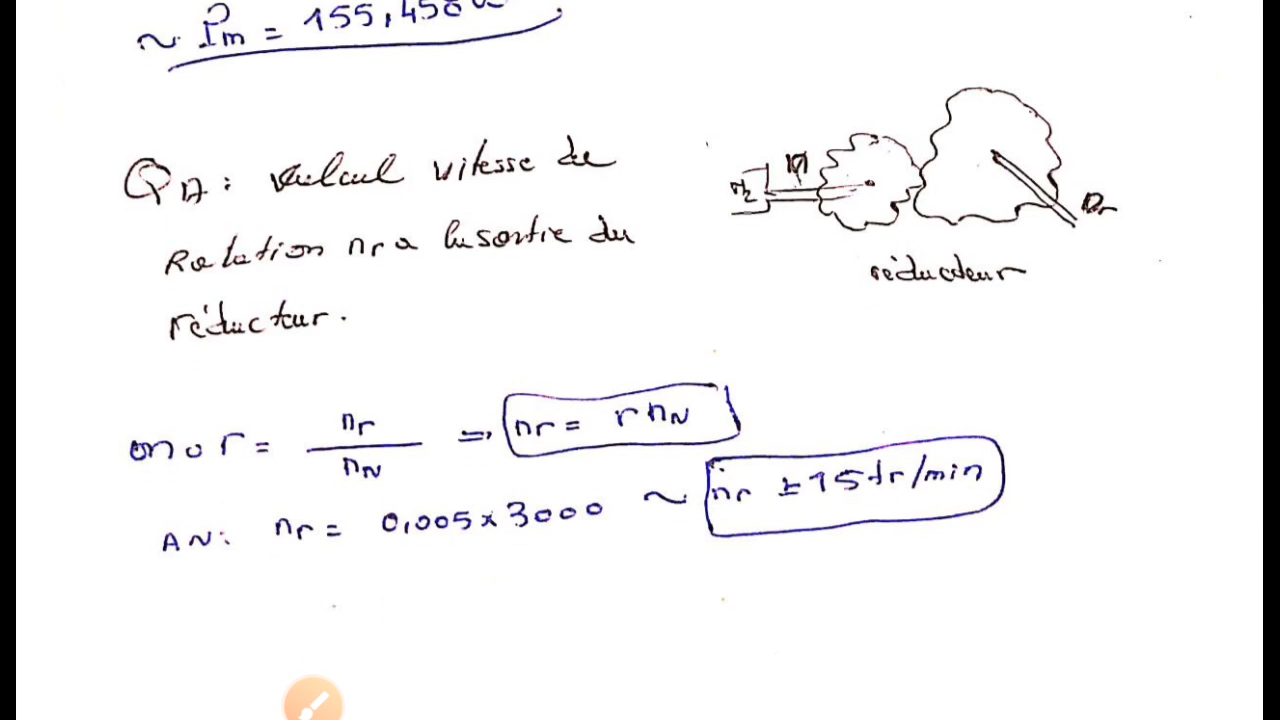 ~ Pm = 155,458
Q17: calcul vitesse de
Rotation nr a la sortie du
réducteur.
réducteur
on a r = nr / nN => nr = r nN
AN: nr = 0,005 x 3000 ~ nr = 15 tr/min